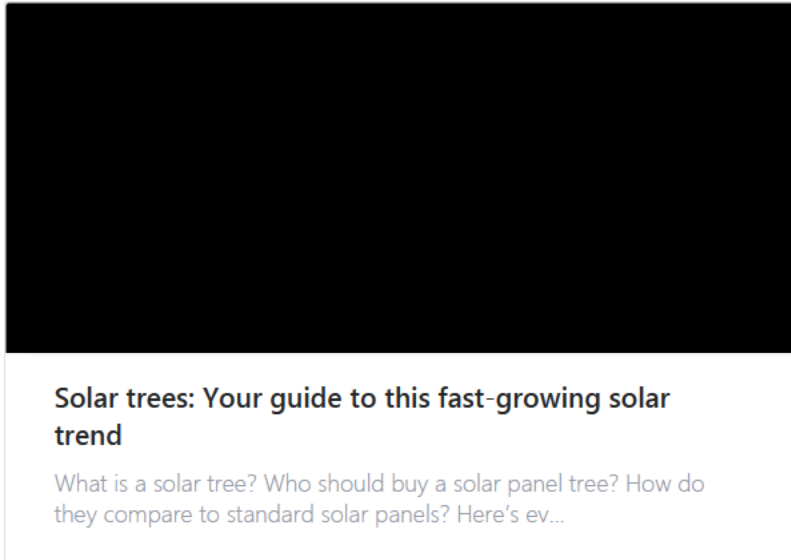 Solar trees: Your guide to this fast-growing solar
trend
What is a solar tree? Who should buy a solar panel tree? How do
they compare to standard solar panels? Here’s ev...